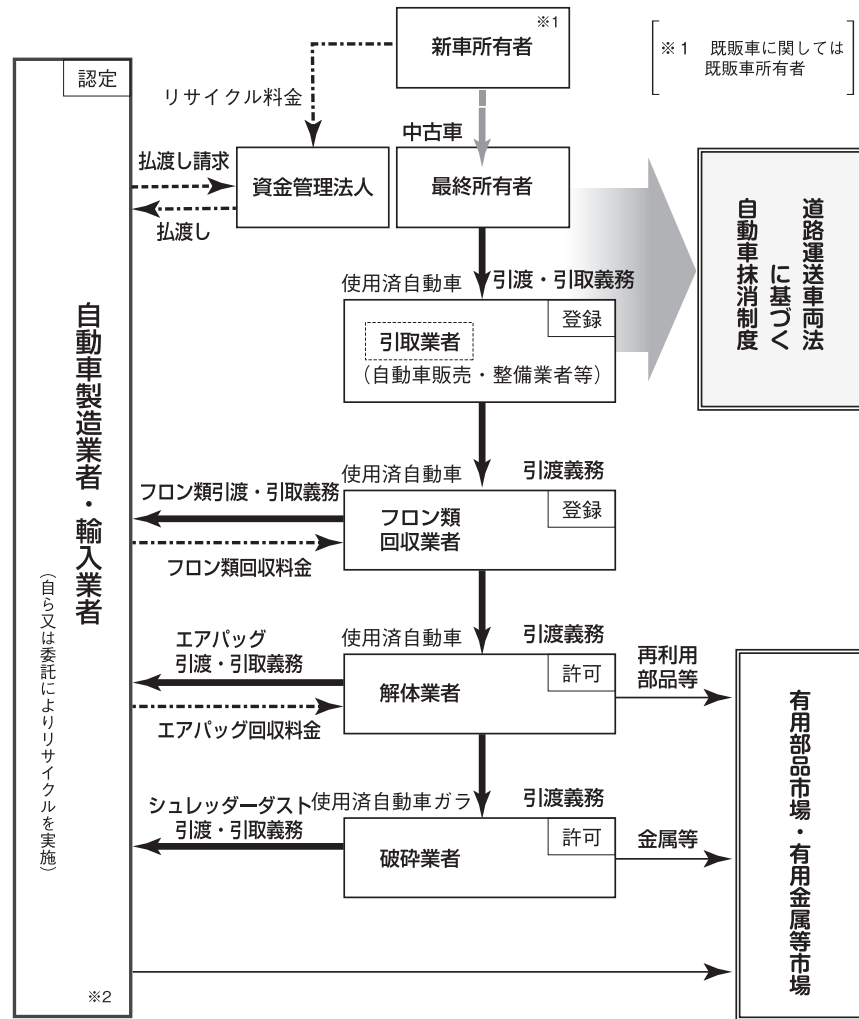 ※1
新車所有者
※1 既販車に関しては
既販車所有者
認定
リサイクル料金
中古車
払渡し請求
資金管理法人
最終所有者
払渡し
道路運送車両法
に基づく
自動車抹消制度
使用済自動車
引渡・引取義務
登録
引取業者
(自動車販売・整備業者等)
自動車製造業者・輸入業者
(自ら又は委託によりリサイクルを実施)
使用済自動車
引渡義務
フロン類引渡・引取義務
登録
フロン類
回収業者
フロン類回収料金
エアバッグ
引渡・引取義務
使用済自動車
引渡義務
許可
解体業者
再利用
部品等
エアバッグ回収料金
シュレッダーダスト
引渡・引取義務
使用済自動車ガラ
引渡義務
許可
破砕業者
金属等
有用部品市場・有用金属等市場
※2